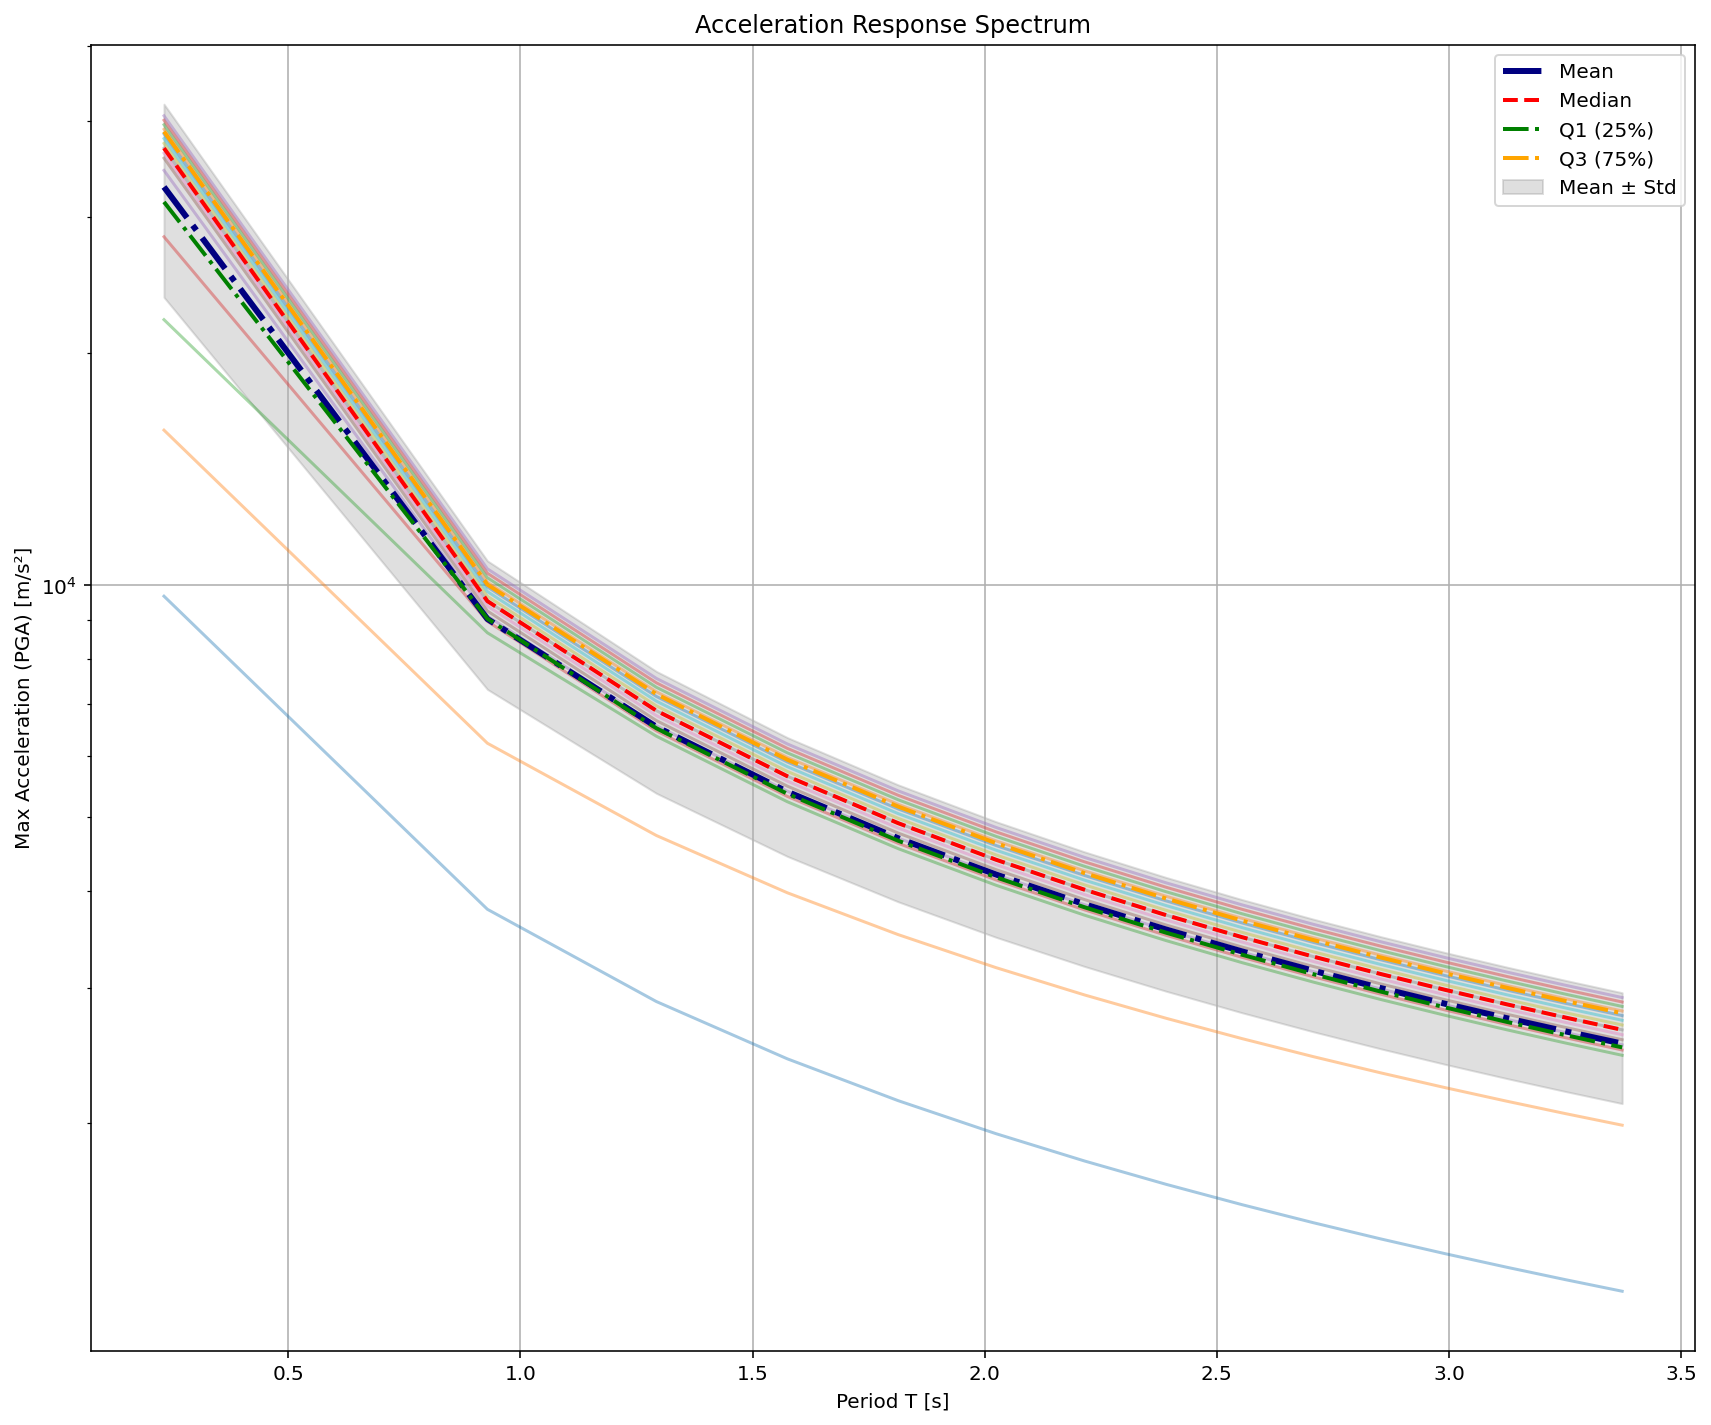 Acceleration Response Spectrum
Mean
Median
Q1 (25%)
Q3 (75%)
Mean ± Std
Max Acceleration (PGA) [m/s²]
10⁴
0.5 1.0 1.5 2.0 2.5 3.0 3.5
Period T [s]